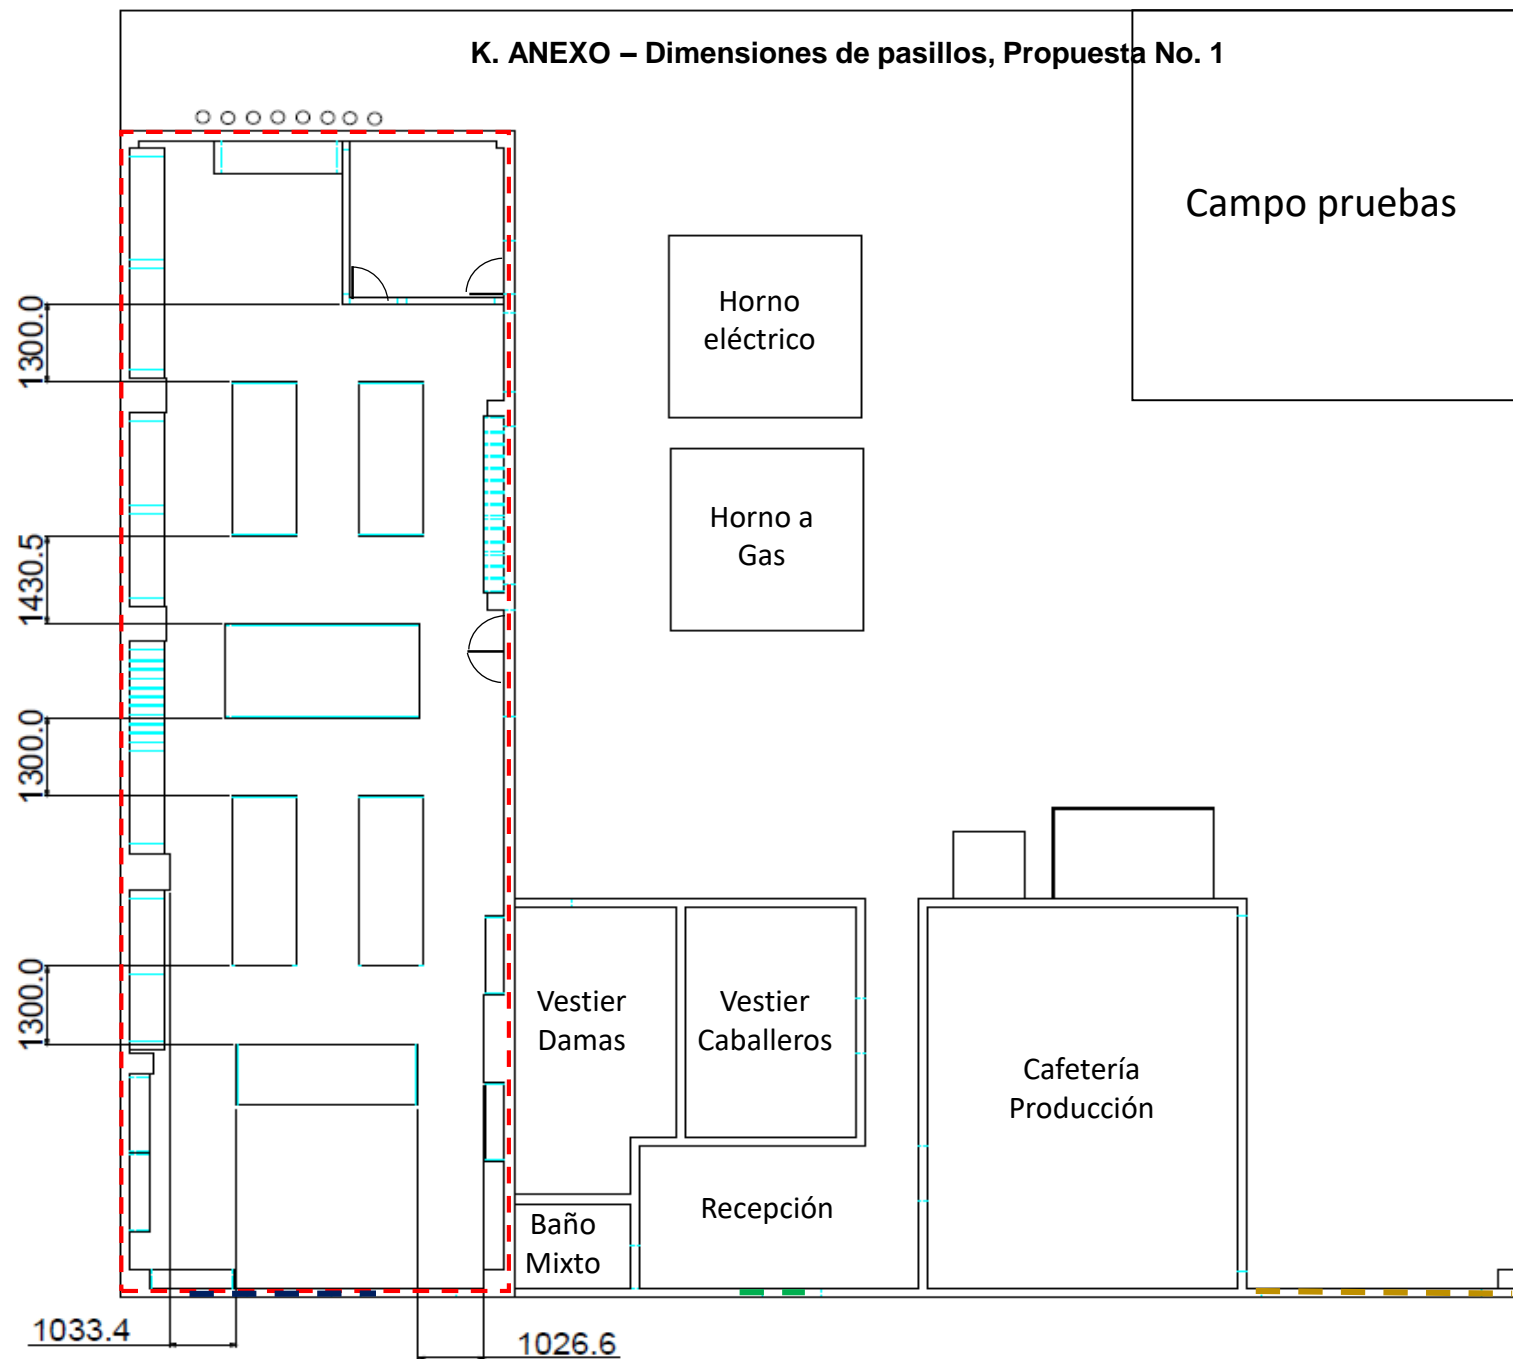 K. ANEXO – Dimensiones de pasillos, Propuesta No. 1
Campo pruebas
Horno
eléctrico
1300.0
Horno a
Gas
1430.5
1300.0
1300.0
Vestier
Damas
Vestier
Caballeros
Cafetería
Producción
Recepción
Baño
Mixto
1033.4
1026.6